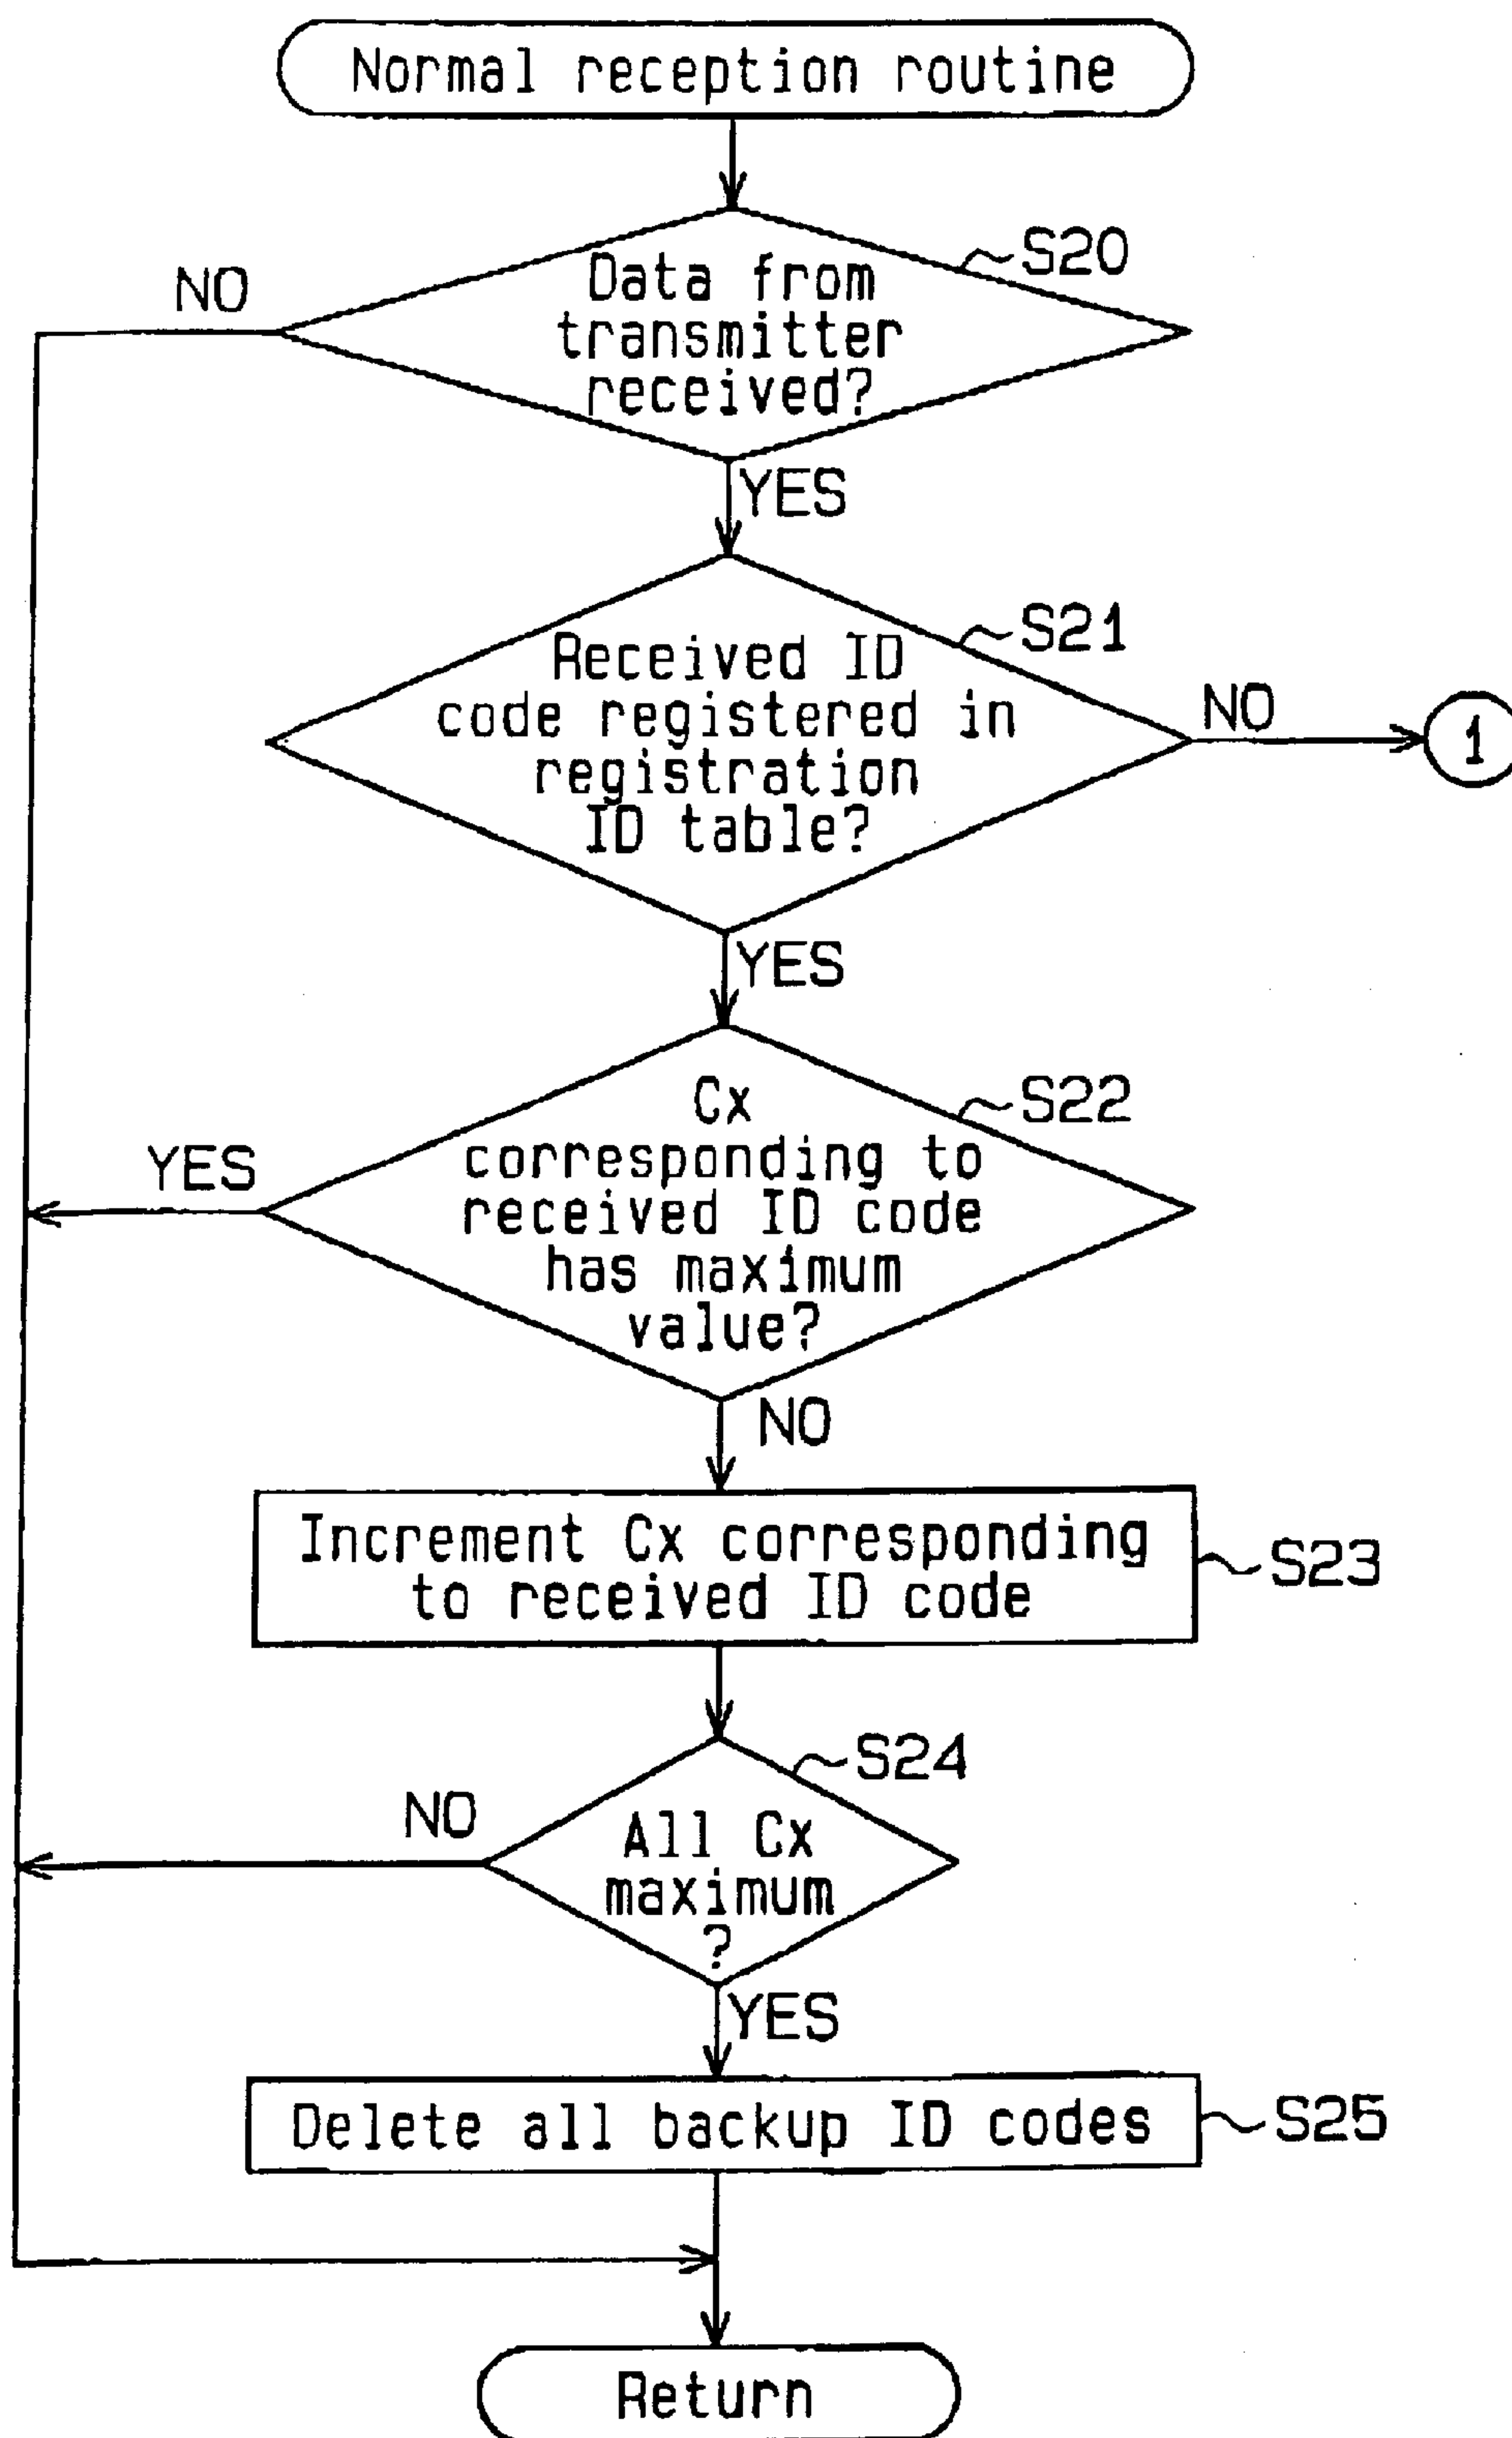 Normal reception routine
S20
NO
Data from
transmitter
received?
YES
S21
Received ID
code registered in
registration
ID table?
NO
1
YES
S22
Cx
corresponding to
received ID code
has maximum
value?
YES
NO
Increment Cx corresponding
to received ID code
S23
S24
NO
All Cx
maximum
?
YES
Delete all backup ID codes
S25
Return